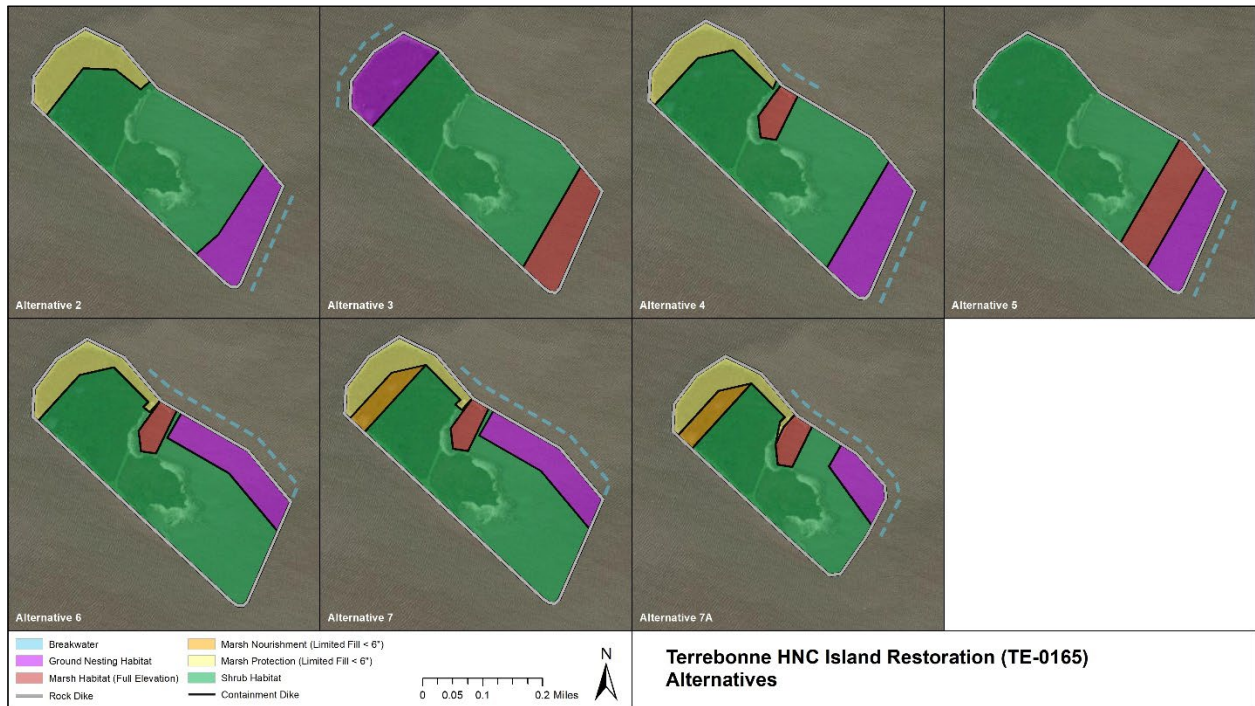 Alternative 2
Alternative 3
Alternative 4
Alternative 5
Alternative 6
Alternative 7
Alternative 7A
Breakwater
Ground Nesting Habitat
Marsh Habitat (Full Elevation)
Rock Dike
Marsh Nourishment (Limited Fill < 6")
Marsh Protection (Limited Fill < 6")
Shrub Habitat
Containment Dike
0 0.05 0.1 0.2 Miles
N
Terrebonne HNC Island Restoration (TE-0165)
Alternatives